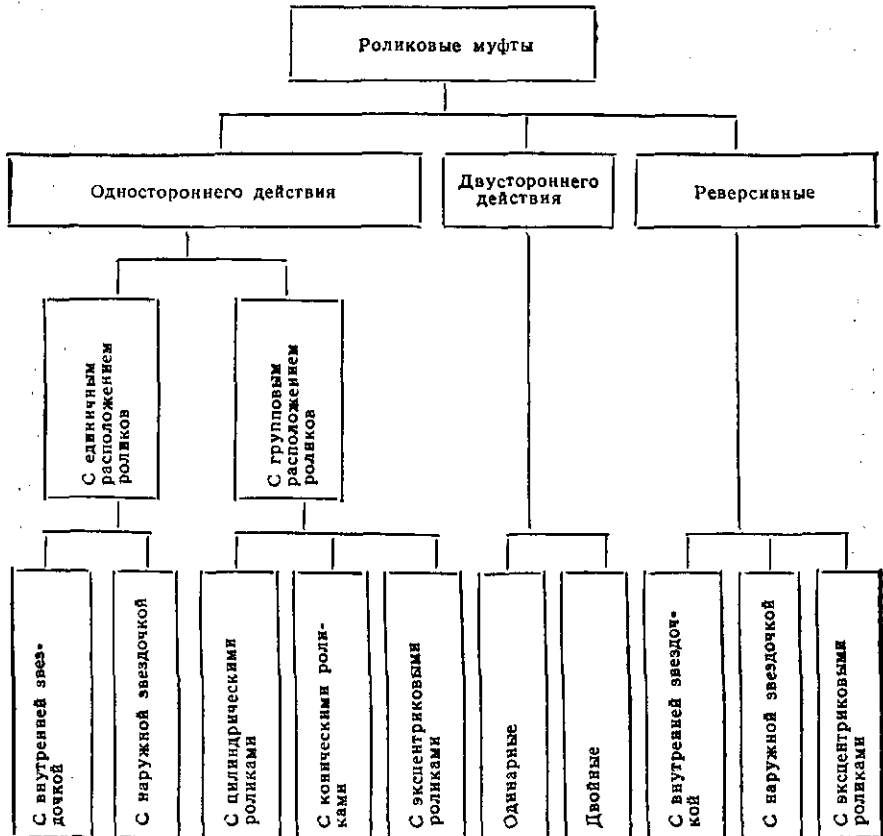 Роликовые муфты
Одностороннего действия
Двустороннего
действия
Реверсивные
С единичным
расположением
роликов
С групповым
расположением
роликов
С внутренней звез-
дочкой
С наружной звездочкой
С цилиндрическими
роликами
С коническими роли-
ками
С эксцентриковыми
роликами
Одинарные
Двойные
С внутренней звездоч-
кой
С наружной звездочкой
С эксцентриковыми
роликами